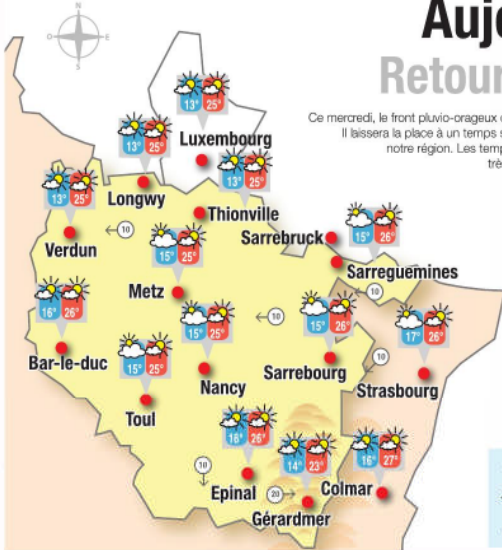 N
O
E
S
Aujo
Retour
Ce mercredi, le front pluvio-orageux
Il laissera la place à un temps s
notre région. Les temp
trè
13° 25°
Luxembourg
13° 25°
Longwy
13° 25°
Thionville
13° 25°
Verdun
10
15° 26°
Sarrebruck
Sarreguemines
15° 25°
Metz
10
16° 26°
Bar-le-duc
15° 25°
Nancy
10
15° 26°
Sarrebourg
17° 26°
Strasbourg
10
15° 25°
Toul
16° 26°
Epinal
10
14° 23°
Gérardmer
20
16° 27°
Colmar